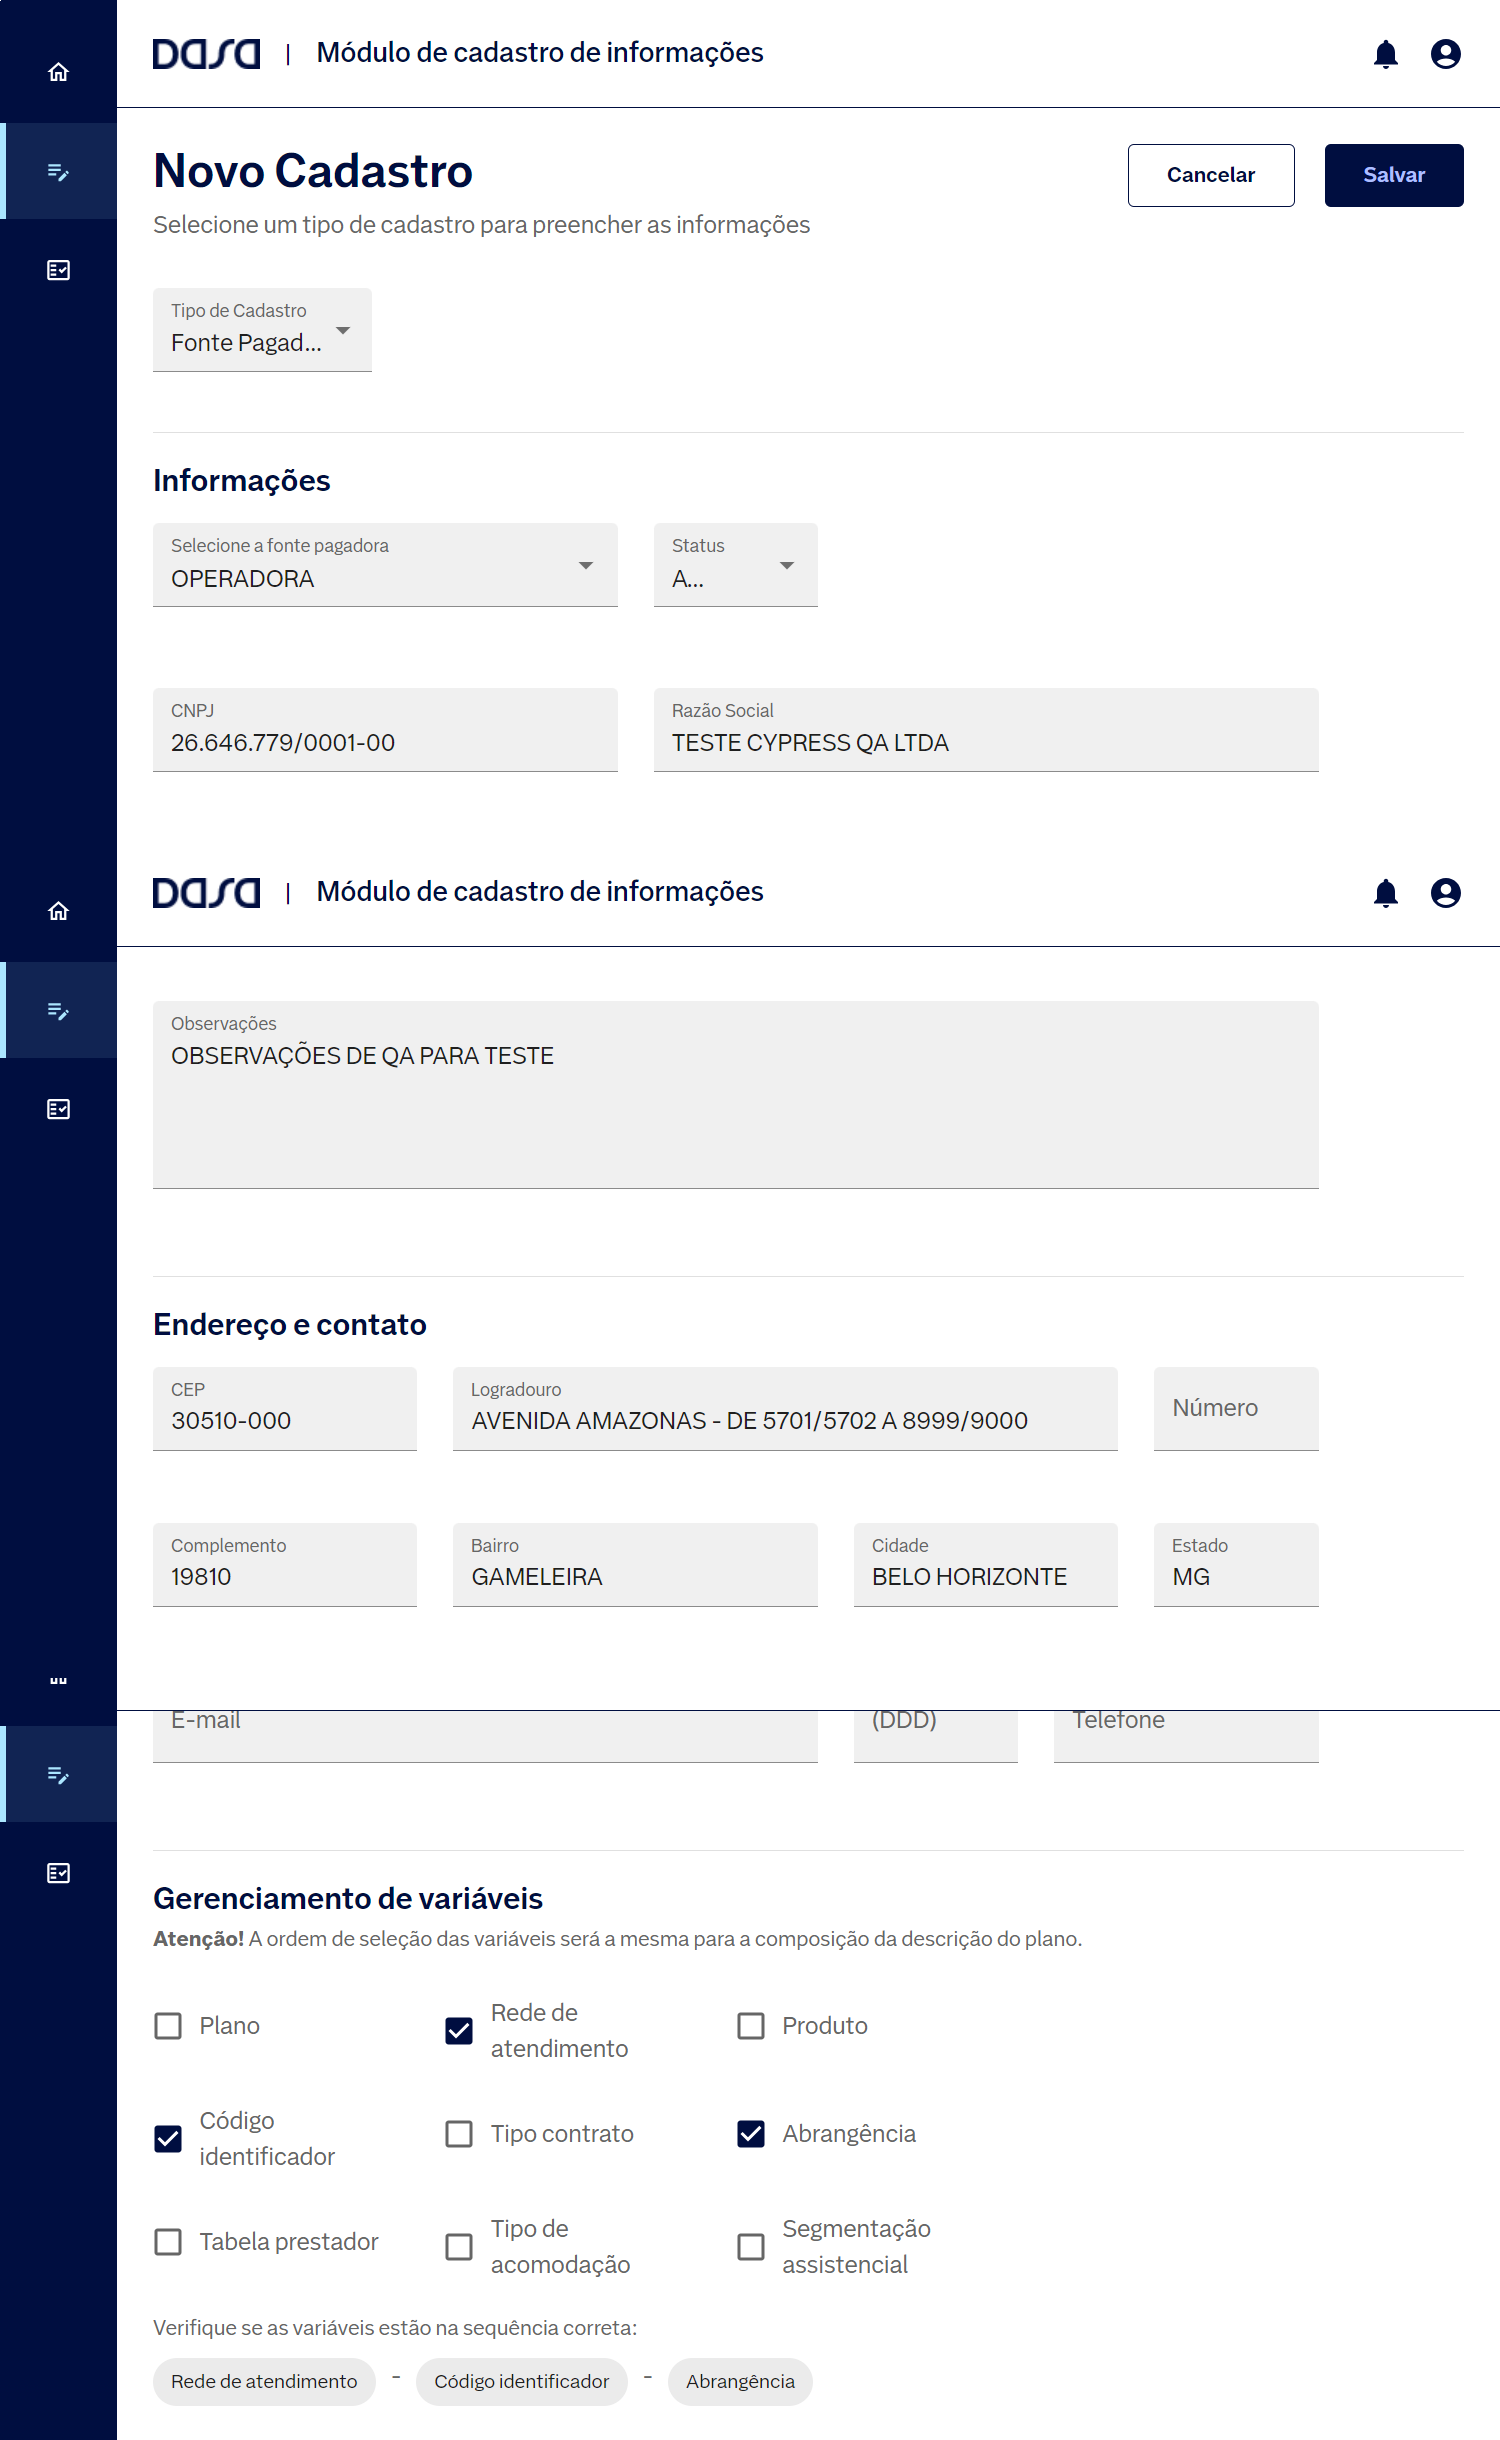 Dasa | Módulo de cadastro de informações
Novo Cadastro
Cancelar
Salvar
Selecione um tipo de cadastro para preencher as informações
Tipo de Cadastro
Fonte Pagad...
Informações
Selecione a fonte pagadora
OPERADORA
Status
A...
CNPJ
26.646.779/0001-00
Razão Social
TESTE CYPRESS QA LTDA
Dasa | Módulo de cadastro de informações
Observações
OBSERVAÇÕES DE QA PARA TESTE
Endereço e contato
CEP
30510-000
Logradouro
AVENIDA AMAZONAS - DE 5701/5702 A 8999/9000
Número
Complemento
19810
Bairro
GAMELEIRA
Cidade
BELO HORIZONTE
Estado
MG
E-mail
(DDD)
Telefone
Gerenciamento de variáveis
Atenção! A ordem de seleção das variáveis será a mesma para a composição da descrição do plano.
Plano
Rede de
atendimento
Produto
Código
identificador
Tipo contrato
Abrangência
Tabela prestador
Tipo de
acomodação
Segmentação
assistencial
Verifique se as variáveis estão na sequência correta:
Rede de atendimento - Código identificador - Abrangência